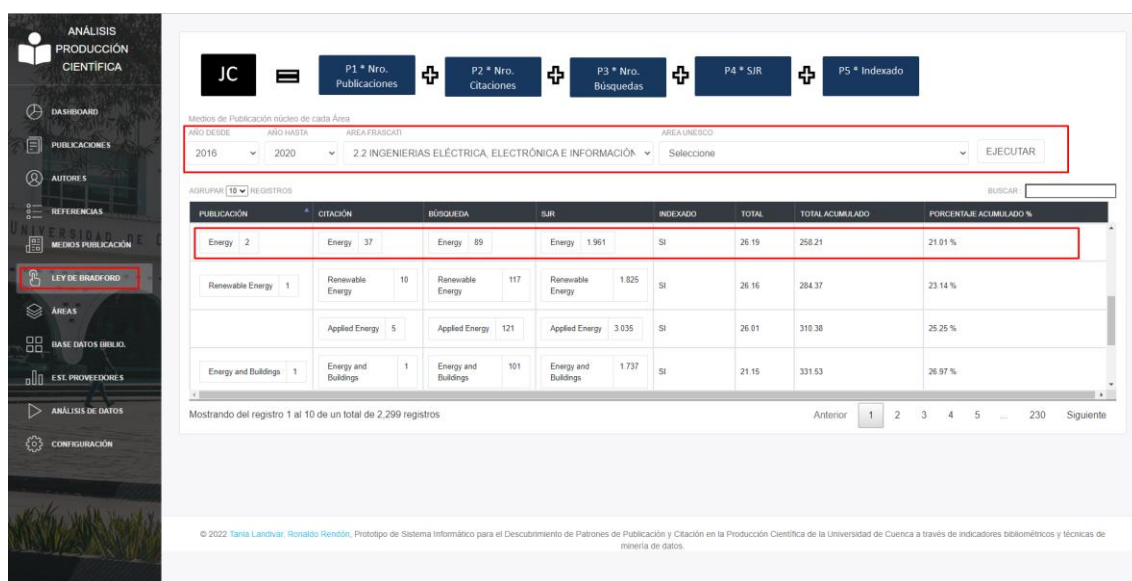 ANÁLISIS
PRODUCCIÓN
CIENTÍFICA
DASHBOARD
PUBLICACIONES
AUTORES
REFERENCIAS
MEDIOS PUBLICACIÓN
LEY DE BRADFORD
ÁREAS
BASE DATOS BIBLIO.
EST. PROVEEDORES
ANÁLISIS DE DATOS
CONFIGURACIÓN
JC = P1 * Nro. Publicaciones + P2 * Nro. Citaciones + P3 * Nro. Búsquedas + P4 * SJR + P5 * Indexado
Medios de Publicación núcleo de cada Área
AÑO DESDE AÑO HASTA AREA FRASCATI AREA UNESCO
2016 2020 2.2 INGENIERIAS ELÉCTRICA, ELECTRÓNICA E INFORMACIÓN Seleccione EJECUTAR
AGRUPAR 10 REGISTROS BUSCAR:
PUBLICACIÓN CITACIÓN BÚSQUEDA SJR INDEXADO TOTAL TOTAL ACUMULADO PORCENTAJE ACUMULADO %
Energy 2 Energy 37 Energy 89 Energy 1.961 SI 26.19 258.21 21.01 %
Renewable Energy 1 Renewable Energy 10 Renewable Energy 117 Renewable Energy 1.825 SI 26.16 284.37 23.14 %
Applied Energy 5 Applied Energy 121 Applied Energy 3.035 SI 26.01 310.38 25.25 %
Energy and Buildings 1 Energy and Buildings 1 Energy and Buildings 101 Energy and Buildings 1.737 SI 21.15 331.53 26.97 %
Mostrando del registro 1 al 10 de un total de 2,299 registros Anterior 1 2 3 4 5 ... 230 Siguiente
© 2022 Tania Landivar, Ronaldo Rendón, Prototipo de Sistema Informático para el Descubrimiento de Patrones de Publicación y Citación en la Producción Científica de la Universidad de Cuenca a través de indicadores bibliométricos y técnicas de
minería de datos.